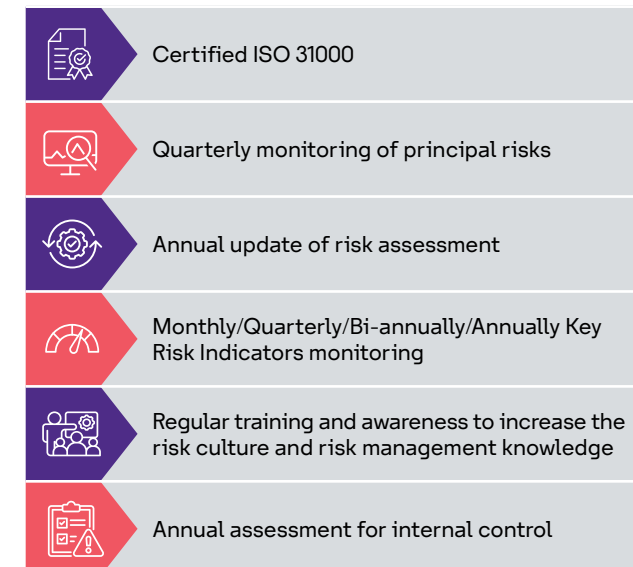 Certified ISO 31000
Quarterly monitoring of principal risks
Annual update of risk assessment
Monthly/Quarterly/Bi-annually/Annually Key
Risk Indicators monitoring
Regular training and awareness to increase the
risk culture and risk management knowledge
Annual assessment for internal control